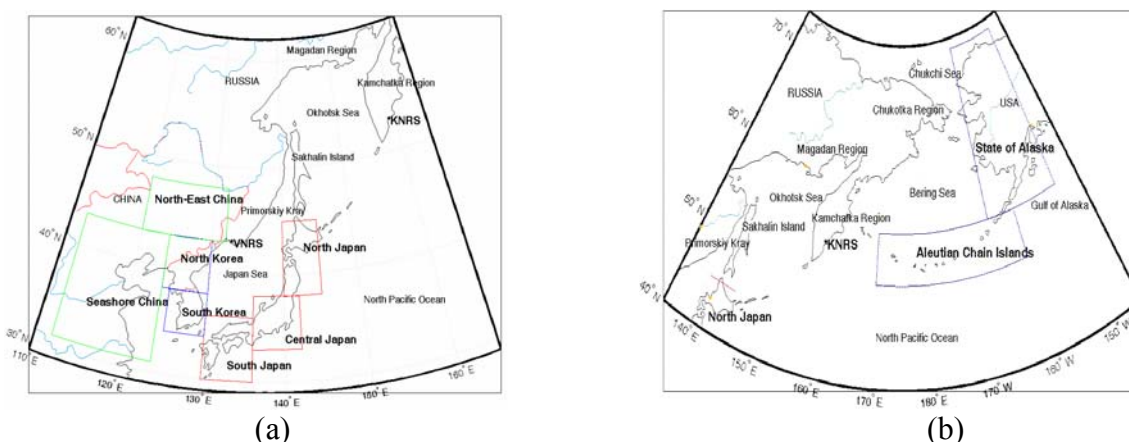 60° N
Magadan Region
RUSSIA
Kamchatka Region
Okhotsk Sea
*KNRS
50° N
Sakhalin Island
CHINA
North-East China
Primorskiy Kray
40° N
*VNRS
North Japan
North Korea
Japan Sea
Seashore China
South Korea
North Pacific Ocean
Central Japan
30° N
110° E
South Japan
120° E
130° E
140° E
150° E
160° E
(a)
70° N
Chukchi Sea
RUSSIA
USA
Chukotka Region
60° N
Magadan Region
State of Alaska
Okhotsk Sea
Bering Sea
50° N
Gulf of Alaska
Sakhalin Island
Kamchatka Region
Primorskiy Kray
*KNRS
Aleutian Chain Islands
40° N
North Japan
140° E
North Pacific Ocean
150° E
160° E
170° E
180° E
170° W
160° W
150° W
(b)